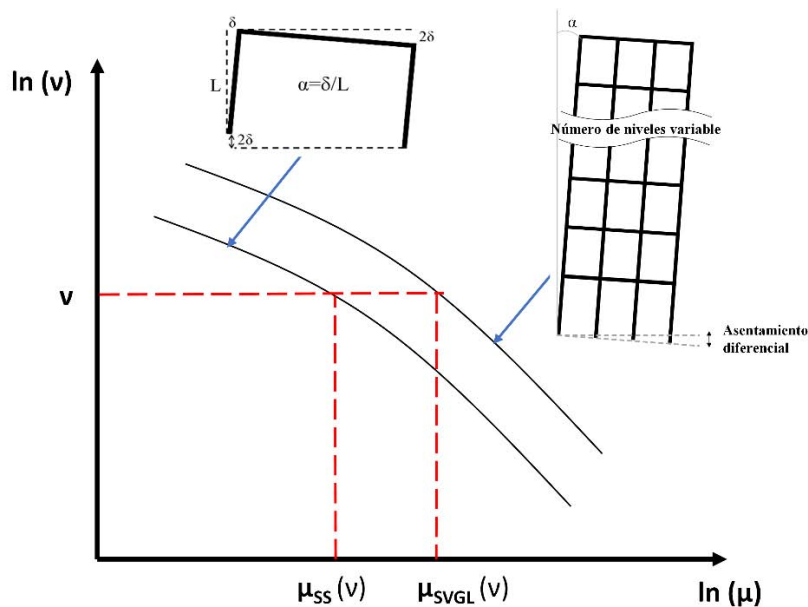 δ
2δ
L
α=δ/L
2δ
α
Número de niveles variable
Asentamiento
diferencial
ln (ν)
ν
μSS (ν)
μSVGL (ν)
ln (μ)